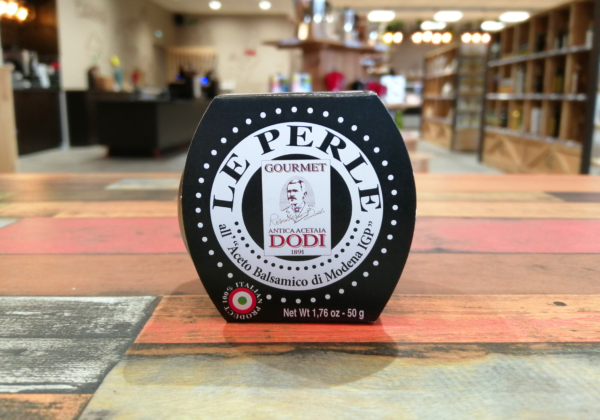 LE PERLE
GOURMET
ANTICA ACETAIA
DODI
1891
all' "Aceto Balsamico di Modena IGP"
100% ITALIAN PRODUCT
Net Wt 1,76 oz - 50 g